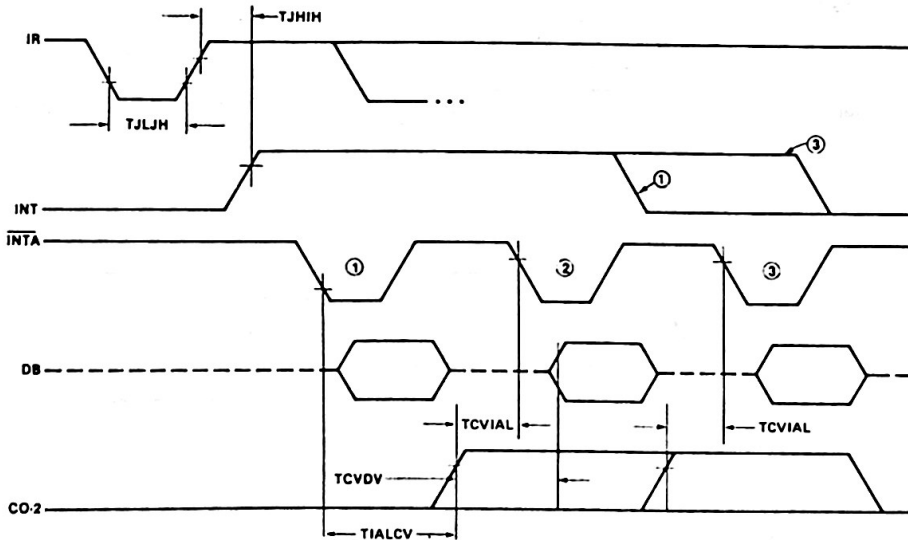 TJHIH
IR
TJLJH
...
③
①
INT
INTA
① ② ③
DB
TCVIAL TCVIAL
TCVDV
CO-2
TIALCV